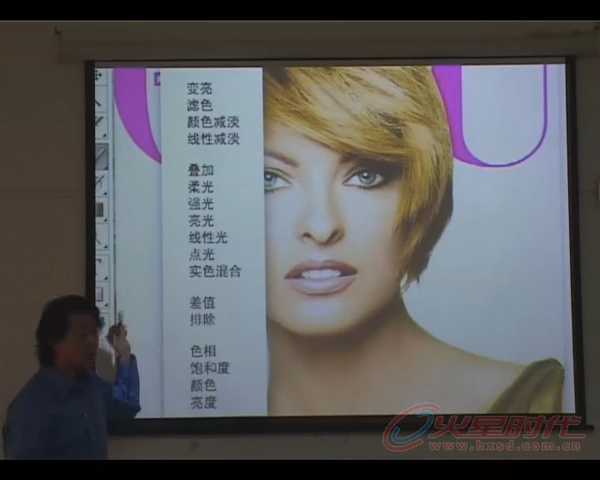 变亮
滤色
颜色减淡
线性减淡
叠加
柔光
强光
亮光
线性光
点光
实色混合
差值
排除
色相
饱和度
颜色
亮度
火星时代
www.hxsd.com.cn